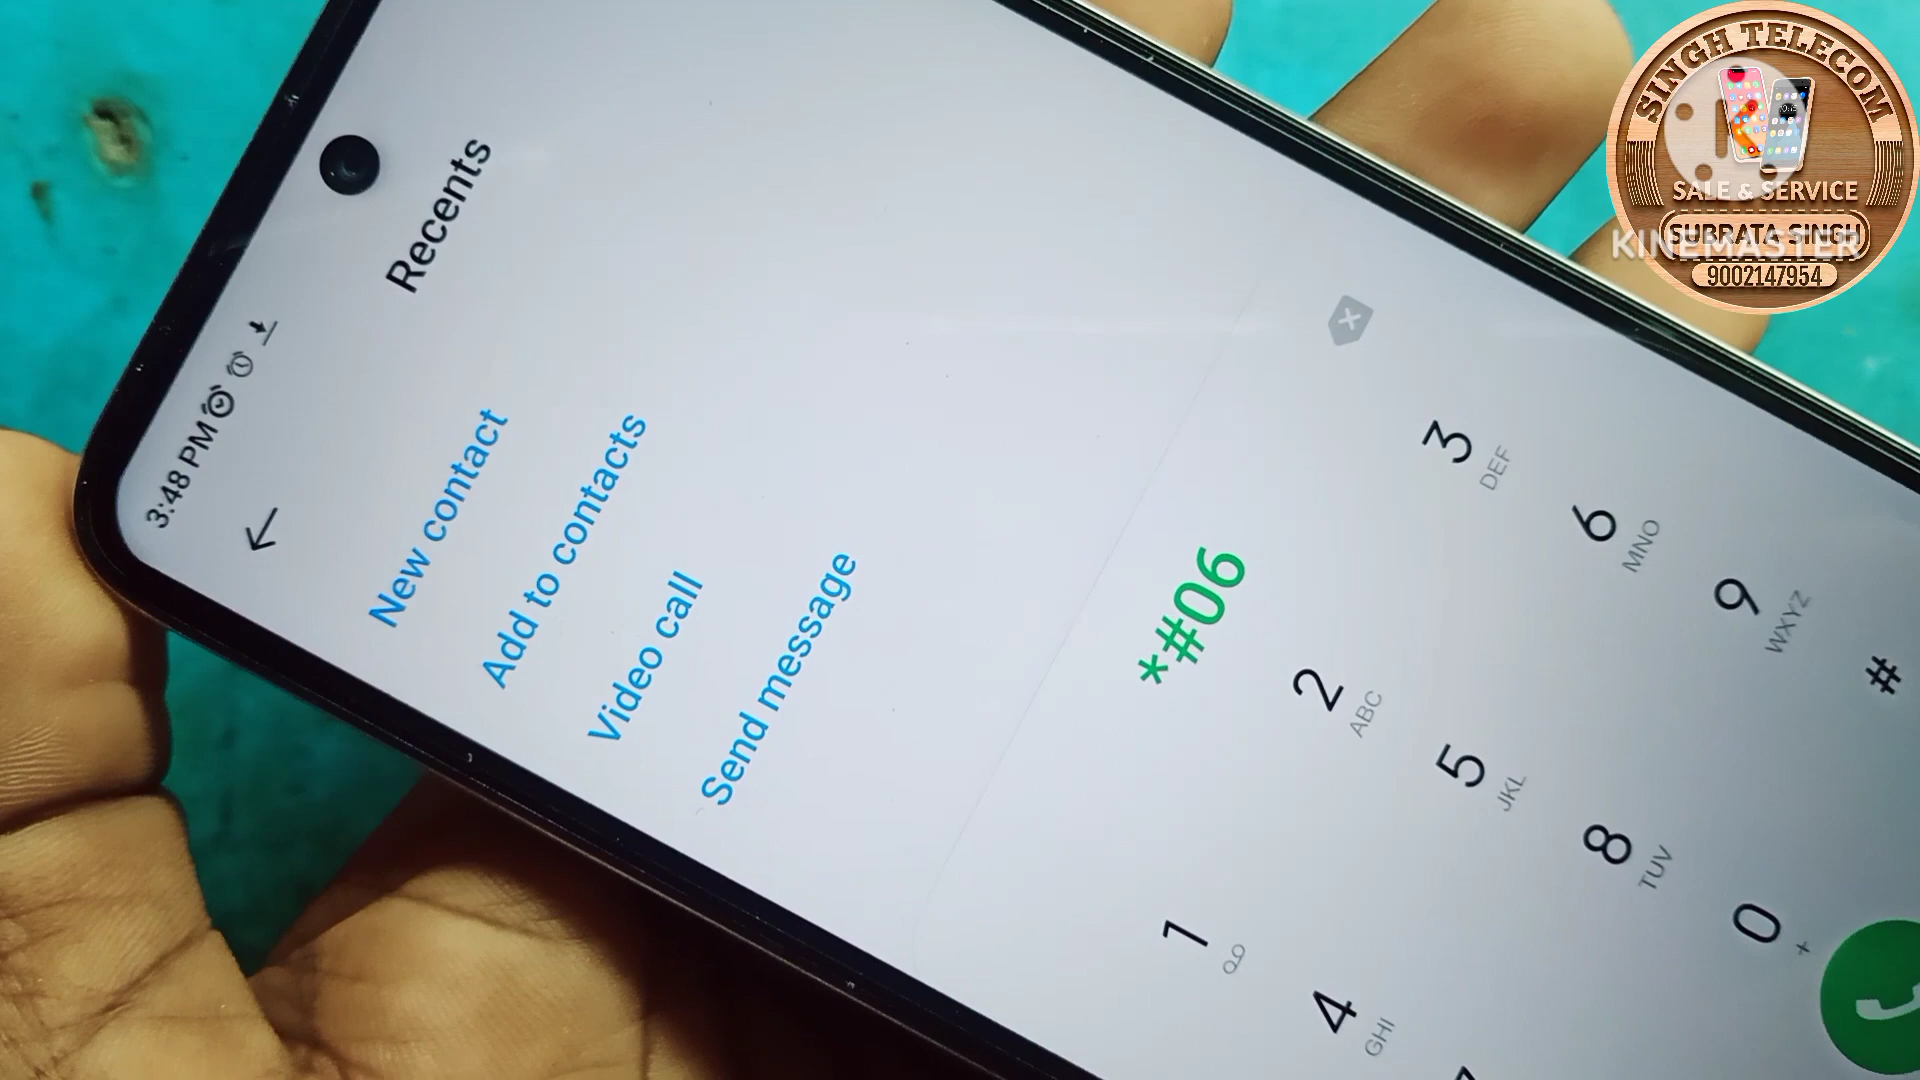 3:48 PM
Recents
New contact
Add to contacts
Video call
Send message
*#06
1
2 ABC
3 DEF
4 GHI
5 JKL
6 MNO
8 TUV
9 WXYZ
0 +
#
SINGH TELECOM
SALE & SERVICE
SUBRATA SINGH
KINEMASTER
9002147954